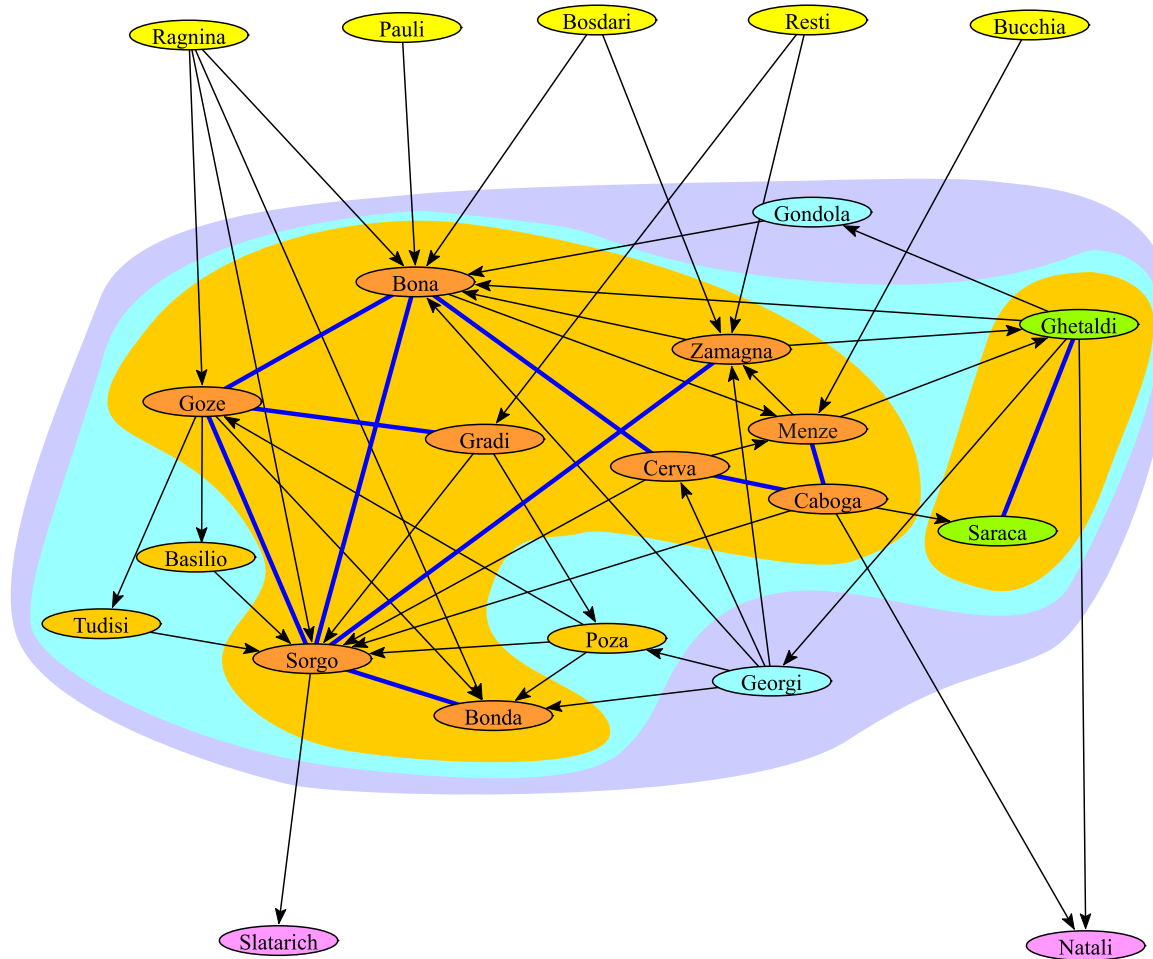 Ragnina
Pauli
Bosdari
Resti
Bucchia
Gondola
Bona
Ghetaldi
Zamagna
Goze
Menze
Gradi
Cerva
Caboga
Saraca
Basilio
Tudisi
Poza
Sorgo
Georgi
Bonda
Slatarich
Natali